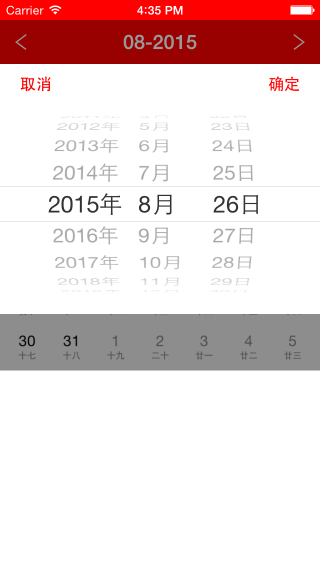 Carrier 4:35 PM
08-2015
取消 确定
2012年 5月 23日
2013年 6月 24日
2014年 7月 25日
2015年 8月 26日
2016年 9月 27日
2017年 10月 28日
2018年 11月 29日
30 31 1 2 3 4 5
十七 十八 十九 二十 廿一 廿二 廿三